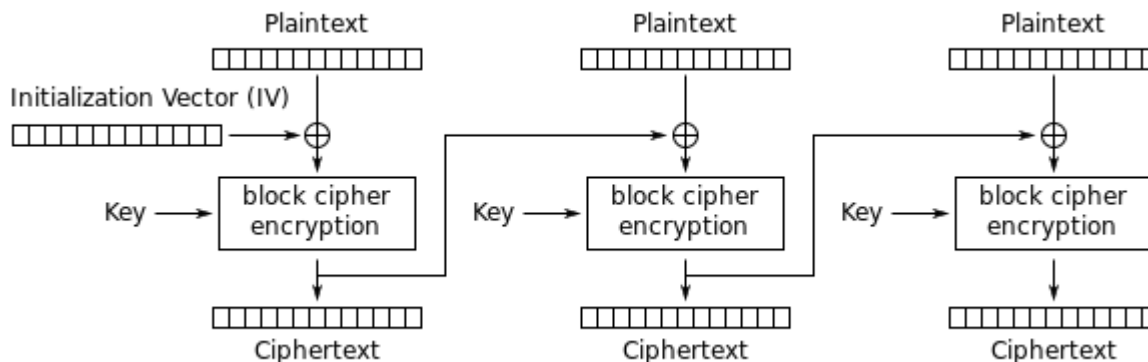 Plaintext
Plaintext
Plaintext
Initialization Vector (IV)
Key
block cipher
encryption
Key
block cipher
encryption
Key
block cipher
encryption
Ciphertext
Ciphertext
Ciphertext